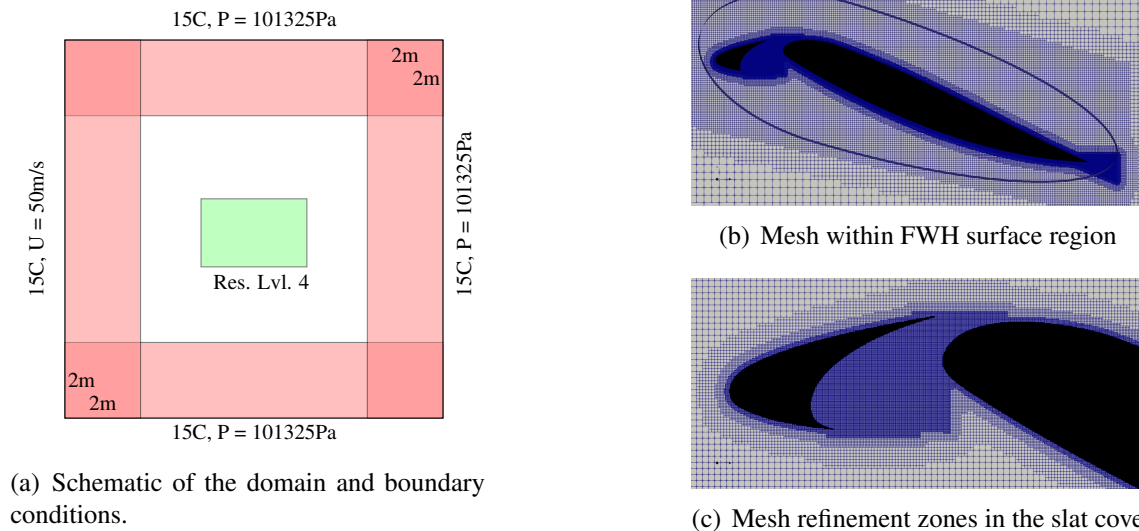 15C, P = 101325Pa
2m
2m
15C, U = 50m/s
15C, P = 101325Pa
Res. Lvl. 4
2m
2m
15C, P = 101325Pa
(a) Schematic of the domain and boundary
conditions.
(b) Mesh within FWH surface region
(c) Mesh refinement zones in the slat cove